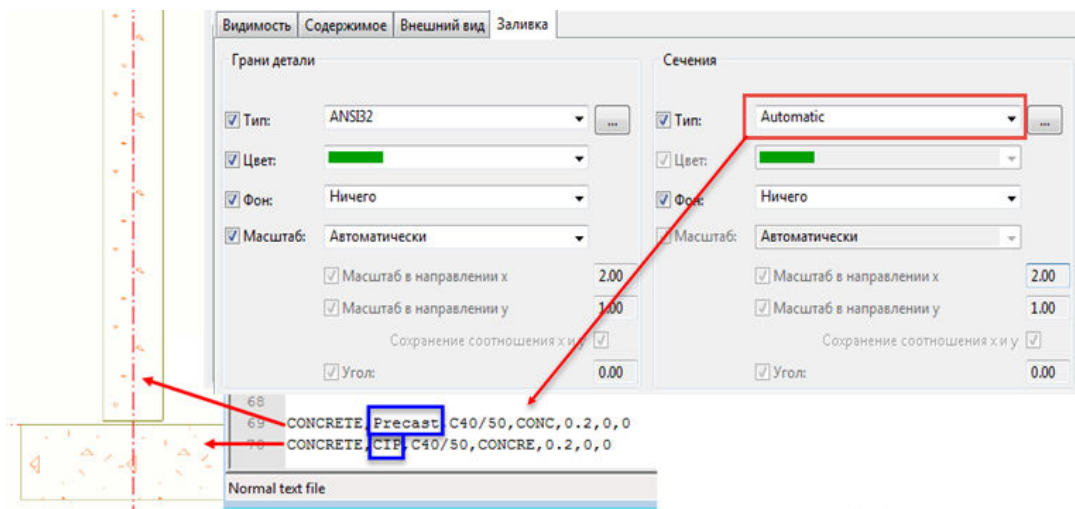 Видимость Содержимое Внешний вид Заливка
Грани детали Сечения
Тип: ANSI32 ... Тип: Automatic ...
Цвет: Цвет:
Фон: Ничего Фон: Ничего
Масштаб: Автоматически Масштаб: Автоматически
Масштаб в направлении x 2.00 Масштаб в направлении x 2.00
Масштаб в направлении y 1.00 Масштаб в направлении y 1.00
Сохранение соотношения x и y Сохранение соотношения x и y
Угол: 0.00 Угол: 0.00
68
69 CONCRETE,Precast,C40/50,CONC,0.2,0,0
70 CONCRETE,CIP,C40/50,CONCRE,0.2,0,0
Normal text file